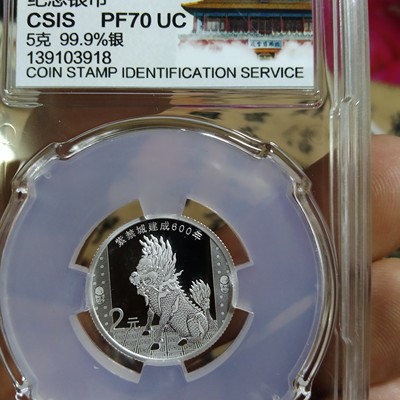 纪念银币
CSIS PF70 UC
5克 99.9%银
139103918
COIN STAMP IDENTIFICATION SERVICE
紫禁城建成600年
2元